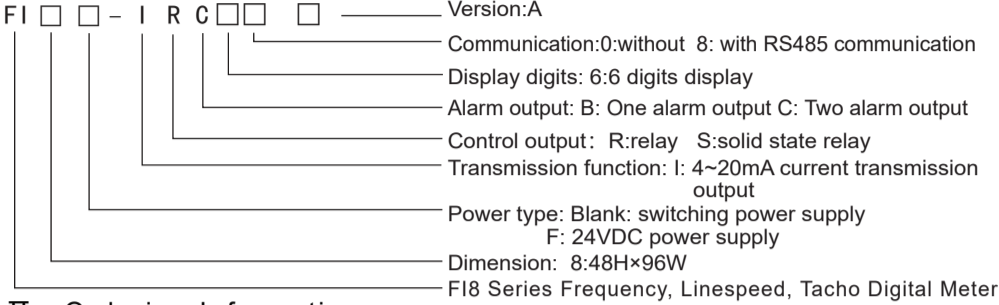 FI□ □- I R C□□ □
Version:A
Communication:0:without 8: with RS485 communication
Display digits: 6:6 digits display
Alarm output: B: One alarm output C: Two alarm output
Control output: R:relay S:solid state relay
Transmission function: I: 4~20mA current transmission
output
Power type: Blank: switching power supply
F: 24VDC power supply
Dimension: 8:48H×96W
FI8 Series Frequency, Linespeed, Tacho Digital Meter